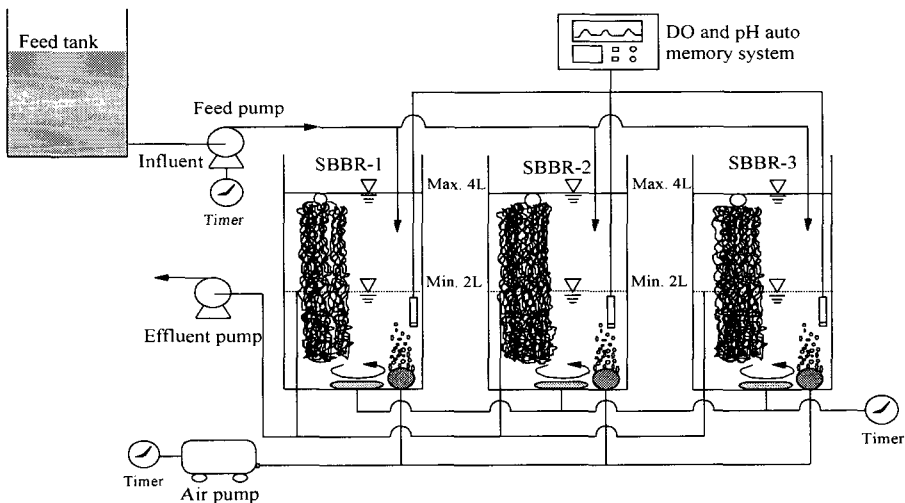 Feed tank
DO and pH auto
memory system
Feed pump
Influent
Timer
SBBR-1
SBBR-2
SBBR-3
Max. 4L
Max. 4L
Min. 2L
Min. 2L
Effluent pump
Timer
Timer
Air pump